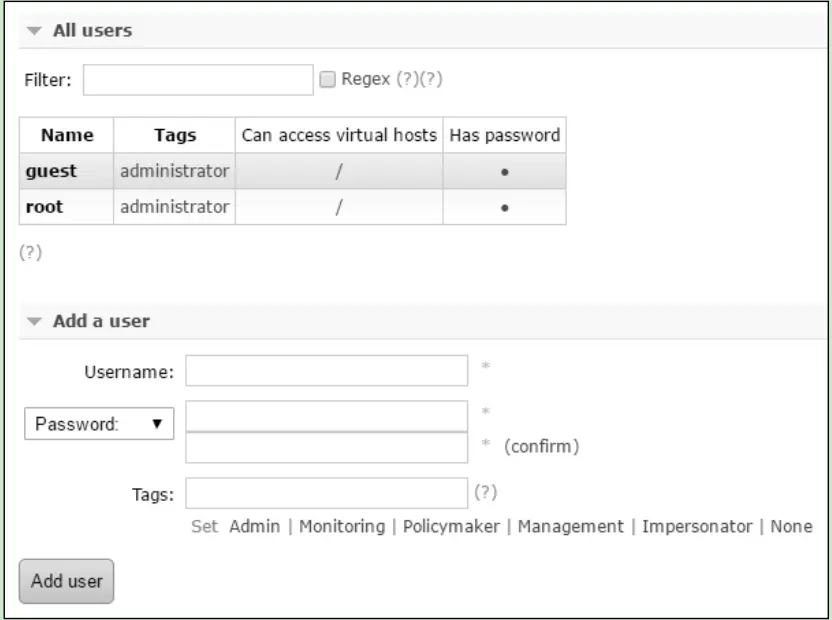 All users
Filter: Regex (?)(?)
Name Tags Can access virtual hosts Has password
guest administrator / •
root administrator / •
(?)
Add a user
Username: *
Password: *
* (confirm)
Tags: (?)
Set Admin | Monitoring | Policymaker | Management | Impersonator | None
Add user